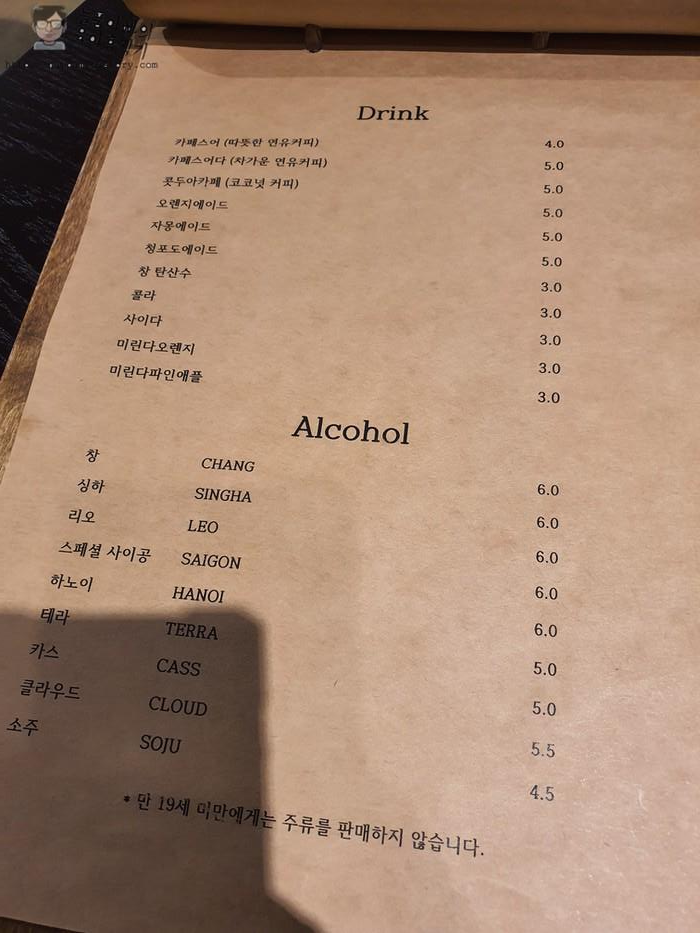 Drink
카페스어 (따뜻한 연유커피) 4.0
카페스어다 (차가운 연유커피) 5.0
콧두아카페 (코코넛 커피) 5.0
오렌지에이드 5.0
자몽에이드 5.0
청포도에이드 5.0
창 탄산수 3.0
콜라 3.0
사이다 3.0
미린다오렌지 3.0
미린다파인애플 3.0
Alcohol
창 CHANG 6.0
싱하 SINGHA 6.0
리오 LEO 6.0
스페셜 사이공 SAIGON 6.0
하노이 HANOI 6.0
테라 TERRA 5.0
카스 CASS 5.0
클라우드 CLOUD 5.5
소주 SOJU 4.5
* 만 19세 미만에게는 주류를 판매하지 않습니다.